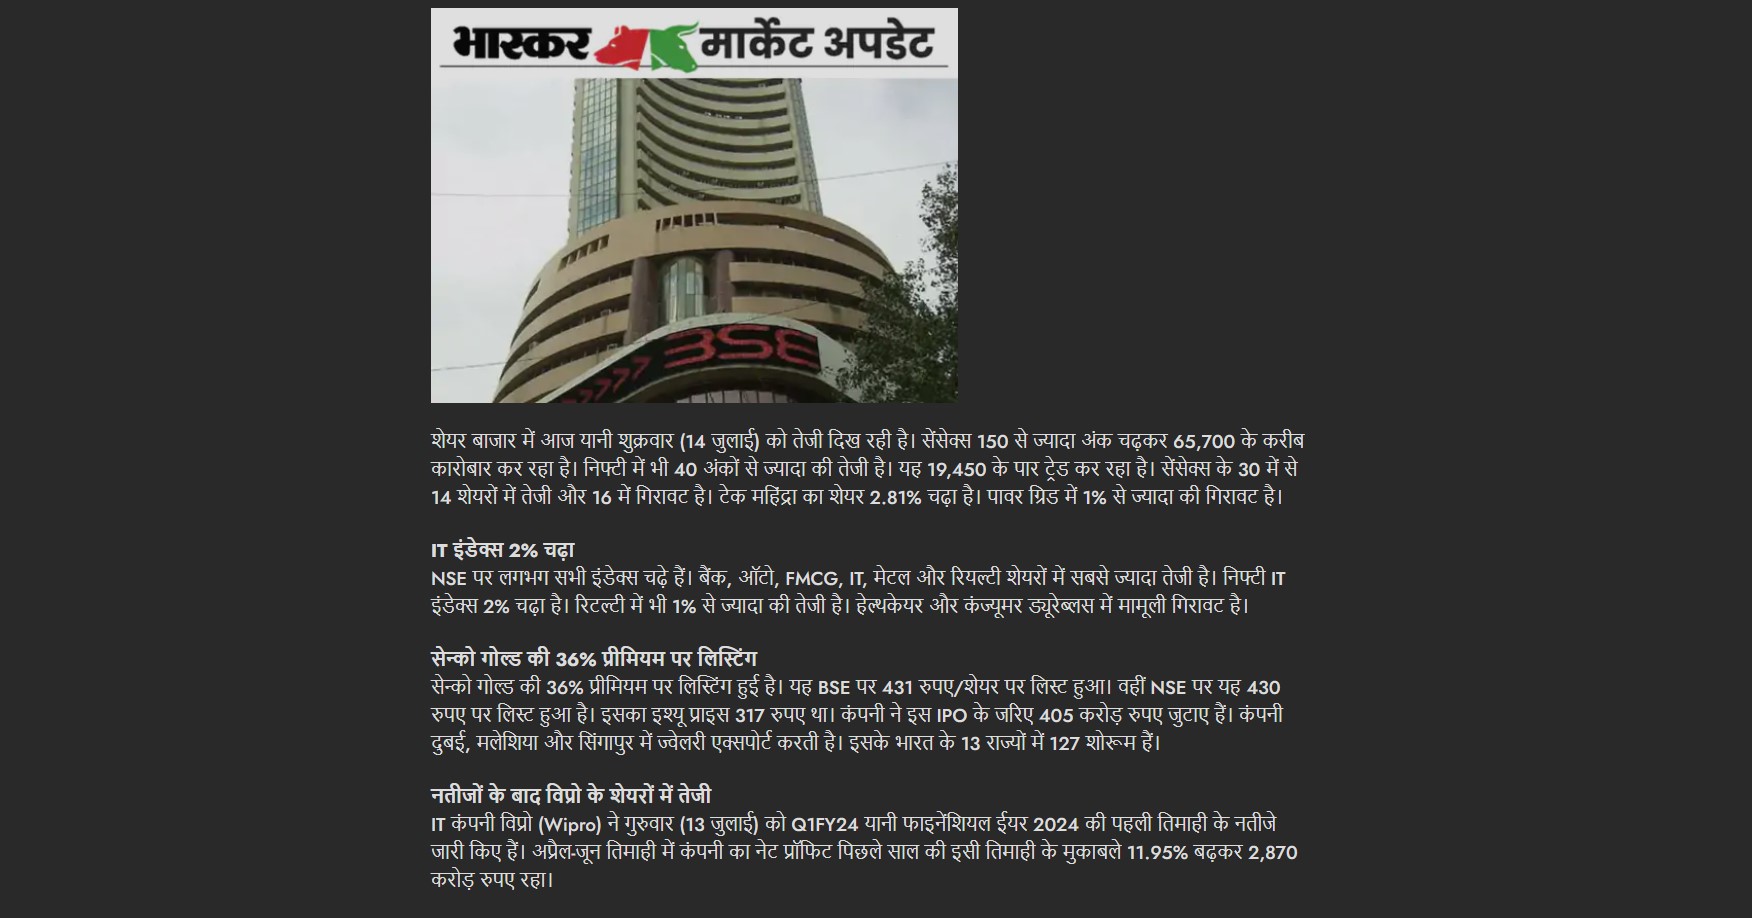 भास्कर मार्केट अपडेट
BSE
शेयर बाजार में आज यानी शुक्रवार (14 जुलाई) को तेजी दिख रही है। सेंसेक्स 150 से ज्यादा अंक चढ़कर 65,700 के करीब
कारोबार कर रहा है। निफ्टी में भी 40 अंकों से ज्यादा की तेजी है। यह 19,450 के पार ट्रेड कर रहा है। सेंसेक्स के 30 में से
14 शेयरों में तेजी और 16 में गिरावट है। टेक महिंद्रा का शेयर 2.81% चढ़ा है। पावर ग्रिड में 1% से ज्यादा की गिरावट है।
IT इंडेक्स 2% चढ़ा
NSE पर लगभग सभी इंडेक्स चढ़े हैं। बैंक, ऑटो, FMCG, IT, मेटल और रियल्टी शेयरों में सबसे ज्यादा तेजी है। निफ्टी IT
इंडेक्स 2% चढ़ा है। रिटल्टी में भी 1% से ज्यादा की तेजी है। हेल्थकेयर और कंज्यूमर ड्यूरेब्लस में मामूली गिरावट है।
सेन्को गोल्ड की 36% प्रीमियम पर लिस्टिंग
सेन्को गोल्ड की 36% प्रीमियम पर लिस्टिंग हुई है। यह BSE पर 431 रुपए/शेयर पर लिस्ट हुआ। वहीं NSE पर यह 430
रुपए पर लिस्ट हुआ है। इसका इश्यू प्राइस 317 रुपए था। कंपनी ने इस IPO के जरिए 405 करोड़ रुपए जुटाए हैं। कंपनी
दुबई, मलेशिया और सिंगापुर में ज्वेलरी एक्सपोर्ट करती है। इसके भारत के 13 राज्यों में 127 शोरूम हैं।
नतीजों के बाद विप्रो के शेयरों में तेजी
IT कंपनी विप्रो (Wipro) ने गुरुवार (13 जुलाई) को Q1FY24 यानी फाइनेंशियल ईयर 2024 की पहली तिमाही के नतीजे
जारी किए हैं। अप्रैल-जून तिमाही में कंपनी का नेट प्रॉफिट पिछले साल की इसी तिमाही के मुकाबले 11.95% बढ़कर 2,870
करोड़ रुपए रहा।